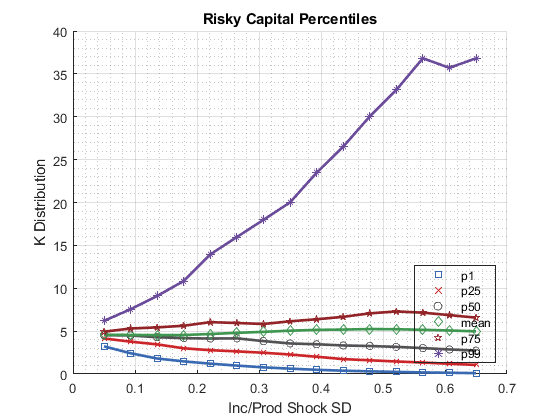 Risky Capital Percentiles
40
35
30
25
20
15
10
5
0
K Distribution
p1
p25
p50
mean
p75
p99
0 0.1 0.2 0.3 0.4 0.5 0.6 0.7
Inc/Prod Shock SD